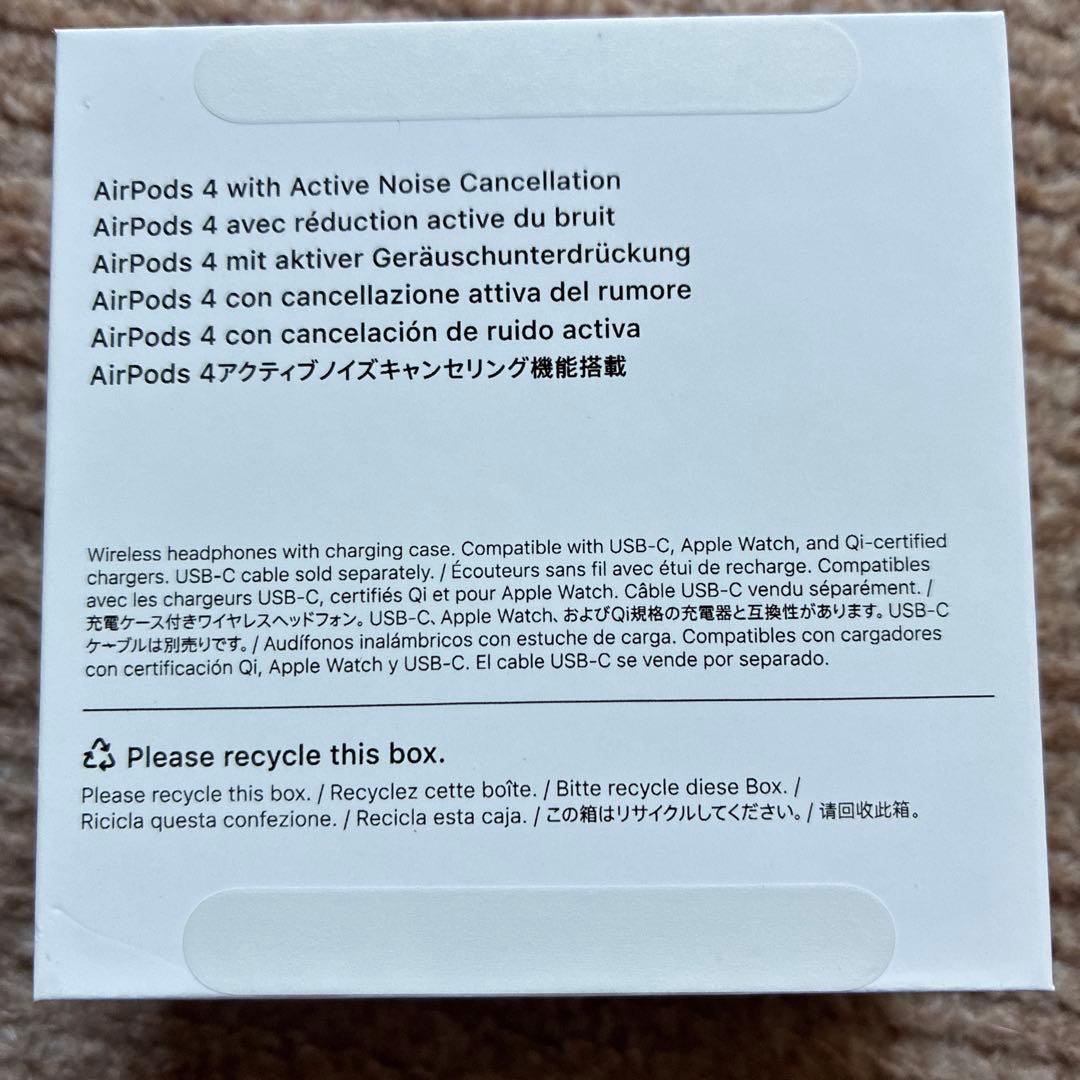 AirPods 4 with Active Noise Cancellation
AirPods 4 avec réduction active du bruit
AirPods 4 mit aktiver Geräuschunterdrückung
AirPods 4 con cancellazione attiva del rumore
AirPods 4 con cancelación de ruido activa
AirPods 4アクティブノイズキャンセリング機能搭載
Wireless headphones with charging case. Compatible with USB-C, Apple Watch, and Qi-certified
chargers. USB-C cable sold separately. / Écouteurs sans fil avec étui de recharge. Compatibles
avec les chargeurs USB-C, certifiés Qi et pour Apple Watch. Câble USB-C vendu séparément. /
充電ケース付きワイヤレスヘッドフォン。USB-C、Apple Watch、およびQi規格の充電器と互換性があります。USB-C
ケーブルは別売りです。/ Audífonos inalámbricos con estuche de carga. Compatibles con cargadores
con certificación Qi, Apple Watch y USB-C. El cable USB-C se vende por separado.
Please recycle this box.
Please recycle this box. / Recyclez cette boîte. / Bitte recycle diese Box. /
Ricicla questa confezione. / Recicla esta caja. / この箱はリサイクルしてください。/ 请回收此箱。